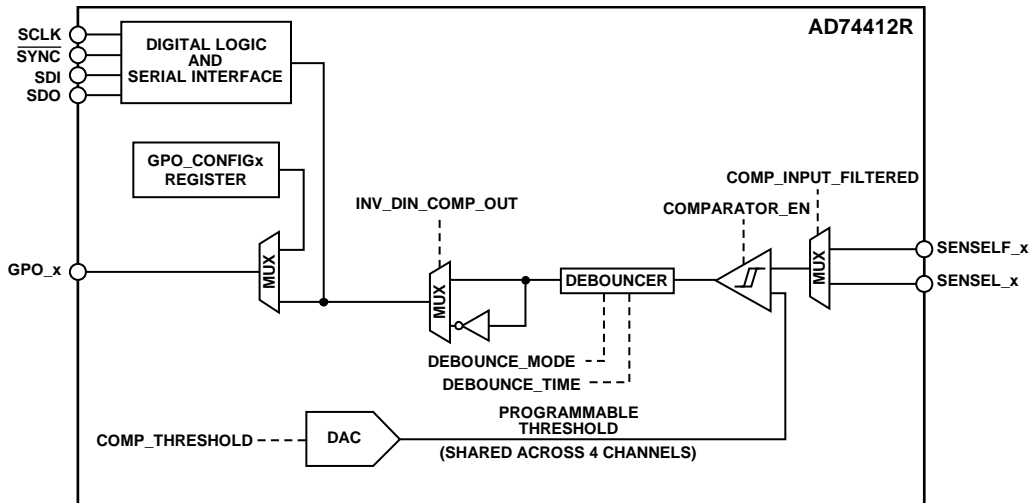 AD74412R
SCLK
SYNC
SDI
SDO
DIGITAL LOGIC
AND
SERIAL INTERFACE
GPO_CONFIGx
REGISTER
COMP_INPUT_FILTERED
INV_DIN_COMP_OUT
COMPARATOR_EN
SENSELF_x
GPO_x
MUX
MUX
DEBOUNCER
MUX
SENSEL_x
DEBOUNCE_MODE
DEBOUNCE_TIME
PROGRAMMABLE
THRESHOLD
COMP_THRESHOLD
DAC
(SHARED ACROSS 4 CHANNELS)